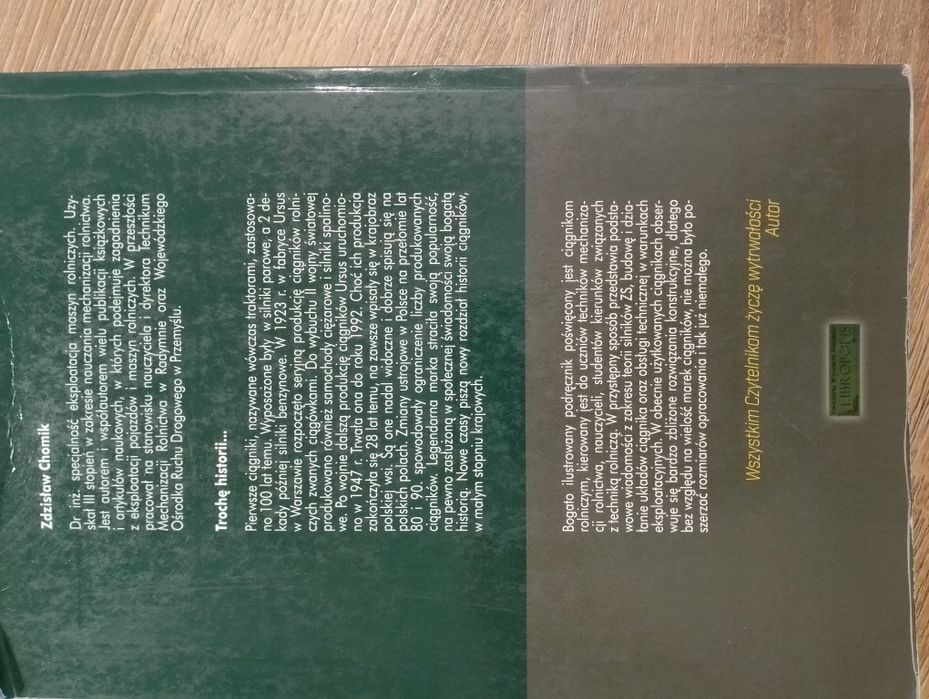 Zdzisław Chomik
Dr inż. specjalność eksploatacja maszyn rolniczych. Uzy-
skał III stopień w zakresie nauczania mechanizacji rolnictwa.
Jest autorem i współautorem wielu publikacji książkowych
i artykułów naukowych, w których podejmuje zagadnienia
z eksploatacji pojazdów i maszyn rolniczych. W przeszłości
pracował na stanowisku nauczyciela i dyrektora Technikum
Mechanizacji Rolnictwa w Radymnie oraz Wojewódzkiego
Ośrodka Ruchu Drogowego w Przemyślu.
Trochę historii...
Pierwsze ciągniki, nazywane wówczas traktorami, zastosowa-
no 100 lat temu. Wyposażone były w silniki parowe, a 2 de-
kady później silniki benzynowe. W 1923 r. w fabryce Ursus
w Warszawie rozpoczęto seryjną produkcję ciągników rolni-
czych zwanych ciągówkami. Do wybuchu II wojny światowej
produkowano również samochody ciężarowe i silniki spalino-
we. Po wojnie dalszą produkcję ciągników Ursus uruchomio-
no w 1947 r. Trwała ona do roku 1992. Choć ich produkcja
zakończyła się 28 lat temu, na zawsze wpisały się w krajobraz
polskiej wsi. Są one nadal widoczne i dobrze spisują się na
polskich polach. Zmiany ustrojowe w Polsce na przełomie lat
80 i 90. spowodowały ograniczenie liczby produkowanych
ciągników. Legendarna marka straciła swoją popularność,
na pewno zasłużoną w społecznej świadomości swoją bogatą
historią. Nowe czasy piszą nowy rozdział historii ciągników,
w małym stopniu krajowych.
Bogato ilustrowany podręcznik poświęcony jest ciągnikom
rolniczym, kierowany jest do uczniów techników mechaniza-
cji rolnictwa, nauczycieli, studentów kierunków związanych
z techniką rolniczą. W przystępny sposób przedstawia podsta-
wowe wiadomości z zakresu teorii silników ZS, budowę i dzia-
łanie układów ciągnika oraz obsługi technicznej w warunkach
eksploatacyjnych. W obecnie użytkowanych ciągnikach obser-
wuje się bardzo zbliżone rozwiązania konstrukcyjne, dlatego
bez względu na wielość marek ciągników, nie można było po-
szerzać rozmiarów opracowania i tak już niemałego.
Wszystkim Czytelnikom życzę wytrwałości
Autor
LIBROPOLIS